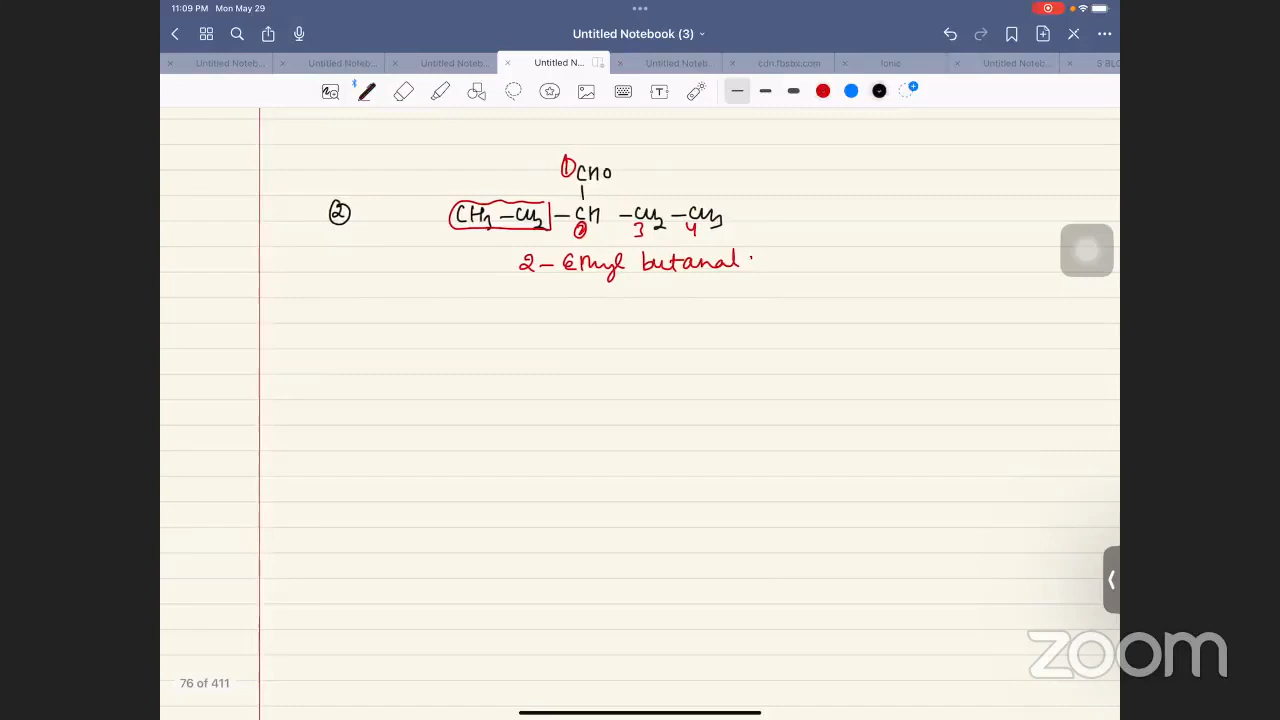 11:09 PM Mon May 29
Untitled Notebook (3)
Untitled Noteb... Untitled Noteb... Untitled Noteb... Untitled N... Untitled Noteb... cdn.fbsbx.com Ionic Untitled Noteb... S BLO
① CHO
② CH3 – CH2 – CH – CH2 – CH3
② 3 4
2 – Ethyl butanal.
76 of 411
zoom